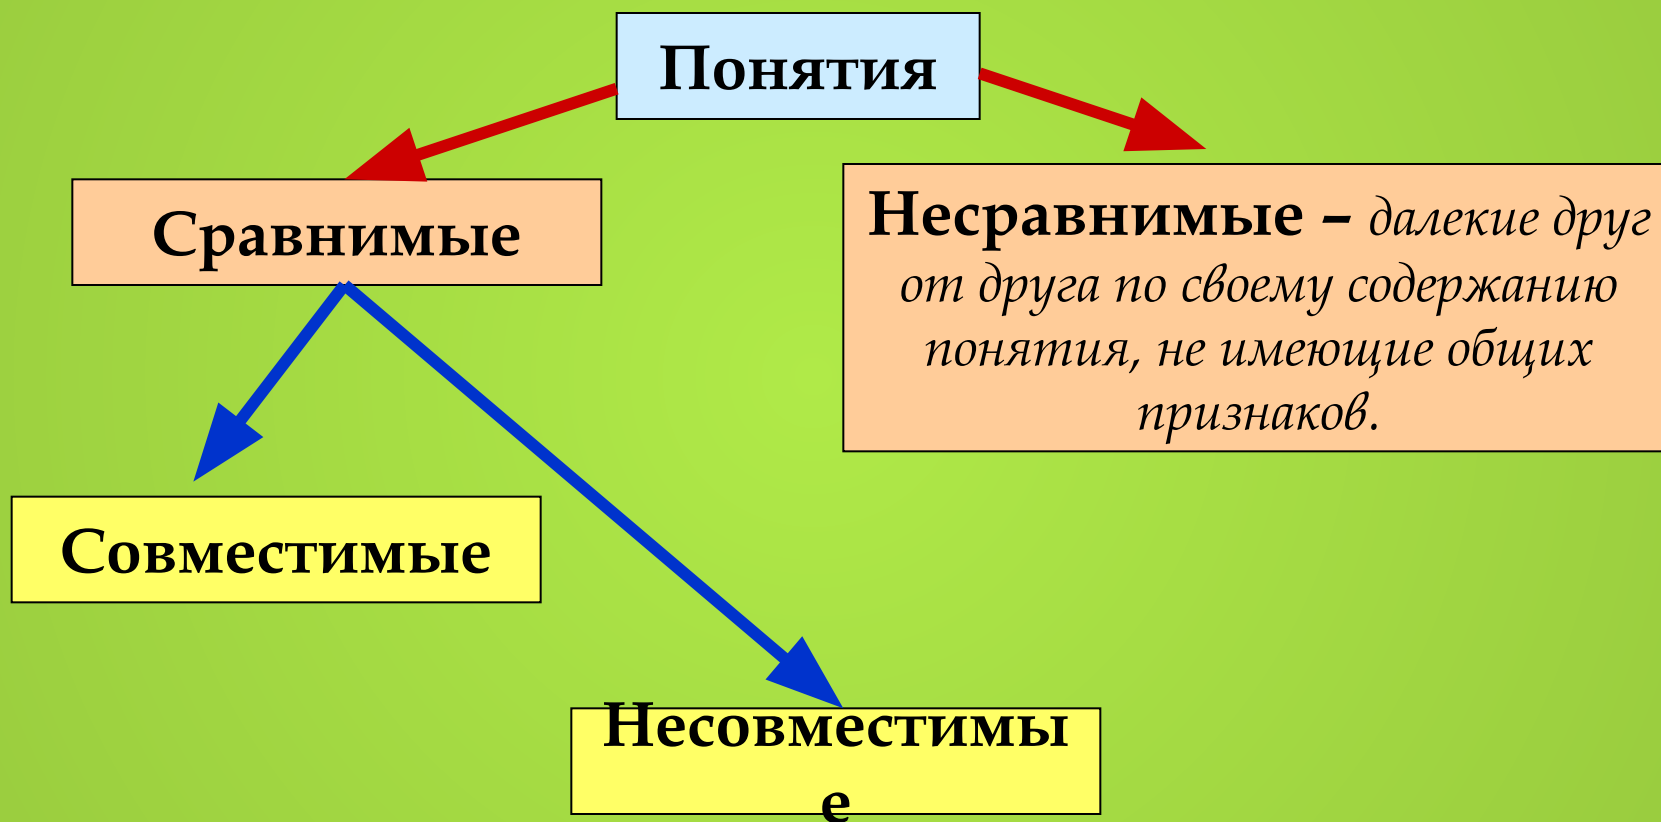 Понятия
Сравнимые
Несравнимые – далекие друг
от друга по своему содержанию
понятия, не имеющие общих
признаков.
Совместимые
Несовместимы
е